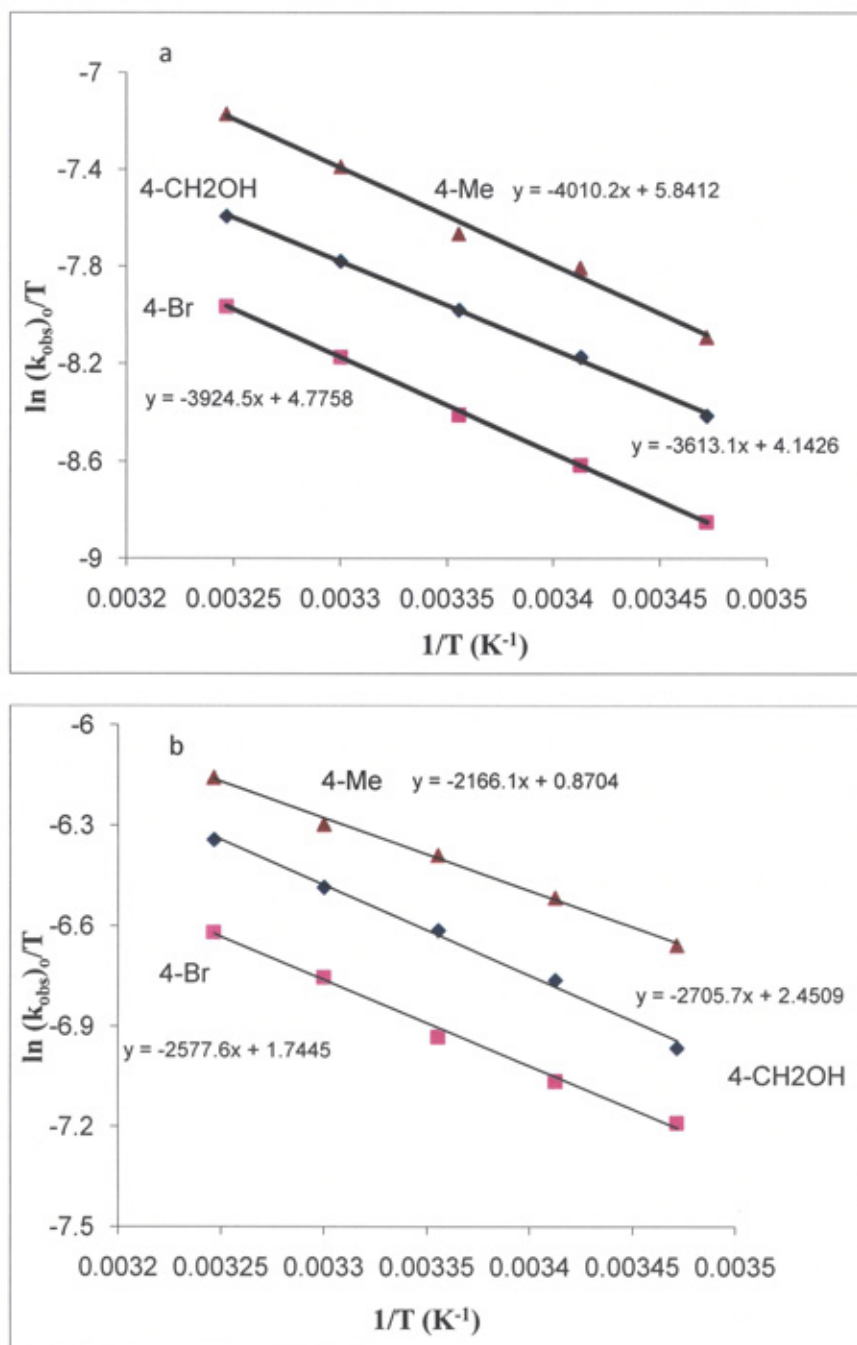 a
-7
-7.4
4-CH2OH
4-Me y = -4010.2x + 5.8412
-7.8
4-Br
-8.2
y = -3924.5x + 4.7758
y = -3613.1x + 4.1426
-8.6
-9
ln (k_obs)_o/T
0.0032 0.00325 0.0033 0.00335 0.0034 0.00345 0.0035
1/T (K⁻¹)
-6
b
4-Me y = -2166.1x + 0.8704
-6.3
-6.6
4-Br
y = -2705.7x + 2.4509
-6.9
y = -2577.6x + 1.7445
4-CH2OH
-7.2
-7.5
ln (k_obs)_o/T
0.0032 0.00325 0.0033 0.00335 0.0034 0.00345 0.0035
1/T (K⁻¹)